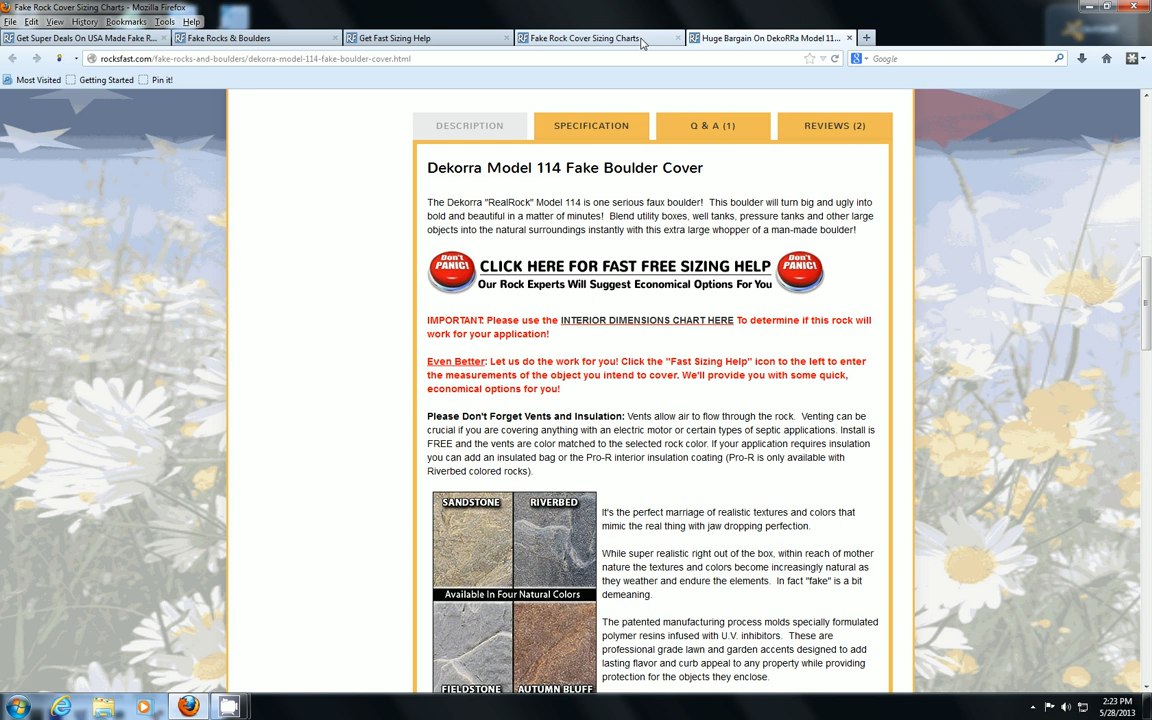 Fake Rock Cover Sizing Charts - Mozilla Firefox
File Edit View History Bookmarks Tools Help
Get Super Deals On USA Made Fake R...
Fake Rocks & Boulders
Get Fast Sizing Help
Fake Rock Cover Sizing Charts
Huge Bargain On DekoRRa Model 11...
rocksfast.com/fake-rocks-and-boulders/dekorra-model-114-fake-boulder-cover.html
Google
Most Visited Getting Started Pin it!
DESCRIPTION SPECIFICATION Q & A (1) REVIEWS (2)
Dekorra Model 114 Fake Boulder Cover
The Dekorra "RealRock" Model 114 is one serious faux boulder! This boulder will turn big and ugly into
bold and beautiful in a matter of minutes! Blend utility boxes, well tanks, pressure tanks and other large
objects into the natural surroundings instantly with this extra large whopper of a man-made boulder!
Don't PANIC!
CLICK HERE FOR FAST FREE SIZING HELP
Our Rock Experts Will Suggest Economical Options For You
Don't PANIC!
IMPORTANT: Please use the INTERIOR DIMENSIONS CHART HERE To determine if this rock will
work for your application!
Even Better: Let us do the work for you! Click the "Fast Sizing Help" icon to the left to enter
the measurements of the object you intend to cover. We'll provide you with some quick,
economical options for you!
Please Don't Forget Vents and Insulation: Vents allow air to flow through the rock. Venting can be
crucial if you are covering anything with an electric motor or certain types of septic applications. Install is
FREE and the vents are color matched to the selected rock color. If your application requires insulation
you can add an insulated bag or the Pro-R interior insulation coating (Pro-R is only available with
Riverbed colored rocks).
SANDSTONE RIVERBED
Available In Four Natural Colors
FIELDSTONE AUTUMN BLUFF
It's the perfect marriage of realistic textures and colors that
mimic the real thing with jaw dropping perfection.
While super realistic right out of the box, within reach of mother
nature the textures and colors become increasingly natural as
they weather and endure the elements. In fact "fake" is a bit
demeaning.
The patented manufacturing process molds specially formulated
polymer resins infused with U.V. inhibitors. These are
professional grade lawn and garden accents designed to add
lasting flavor and curb appeal to any property while providing
protection for the objects they enclose.
2:23 PM
5/28/2013